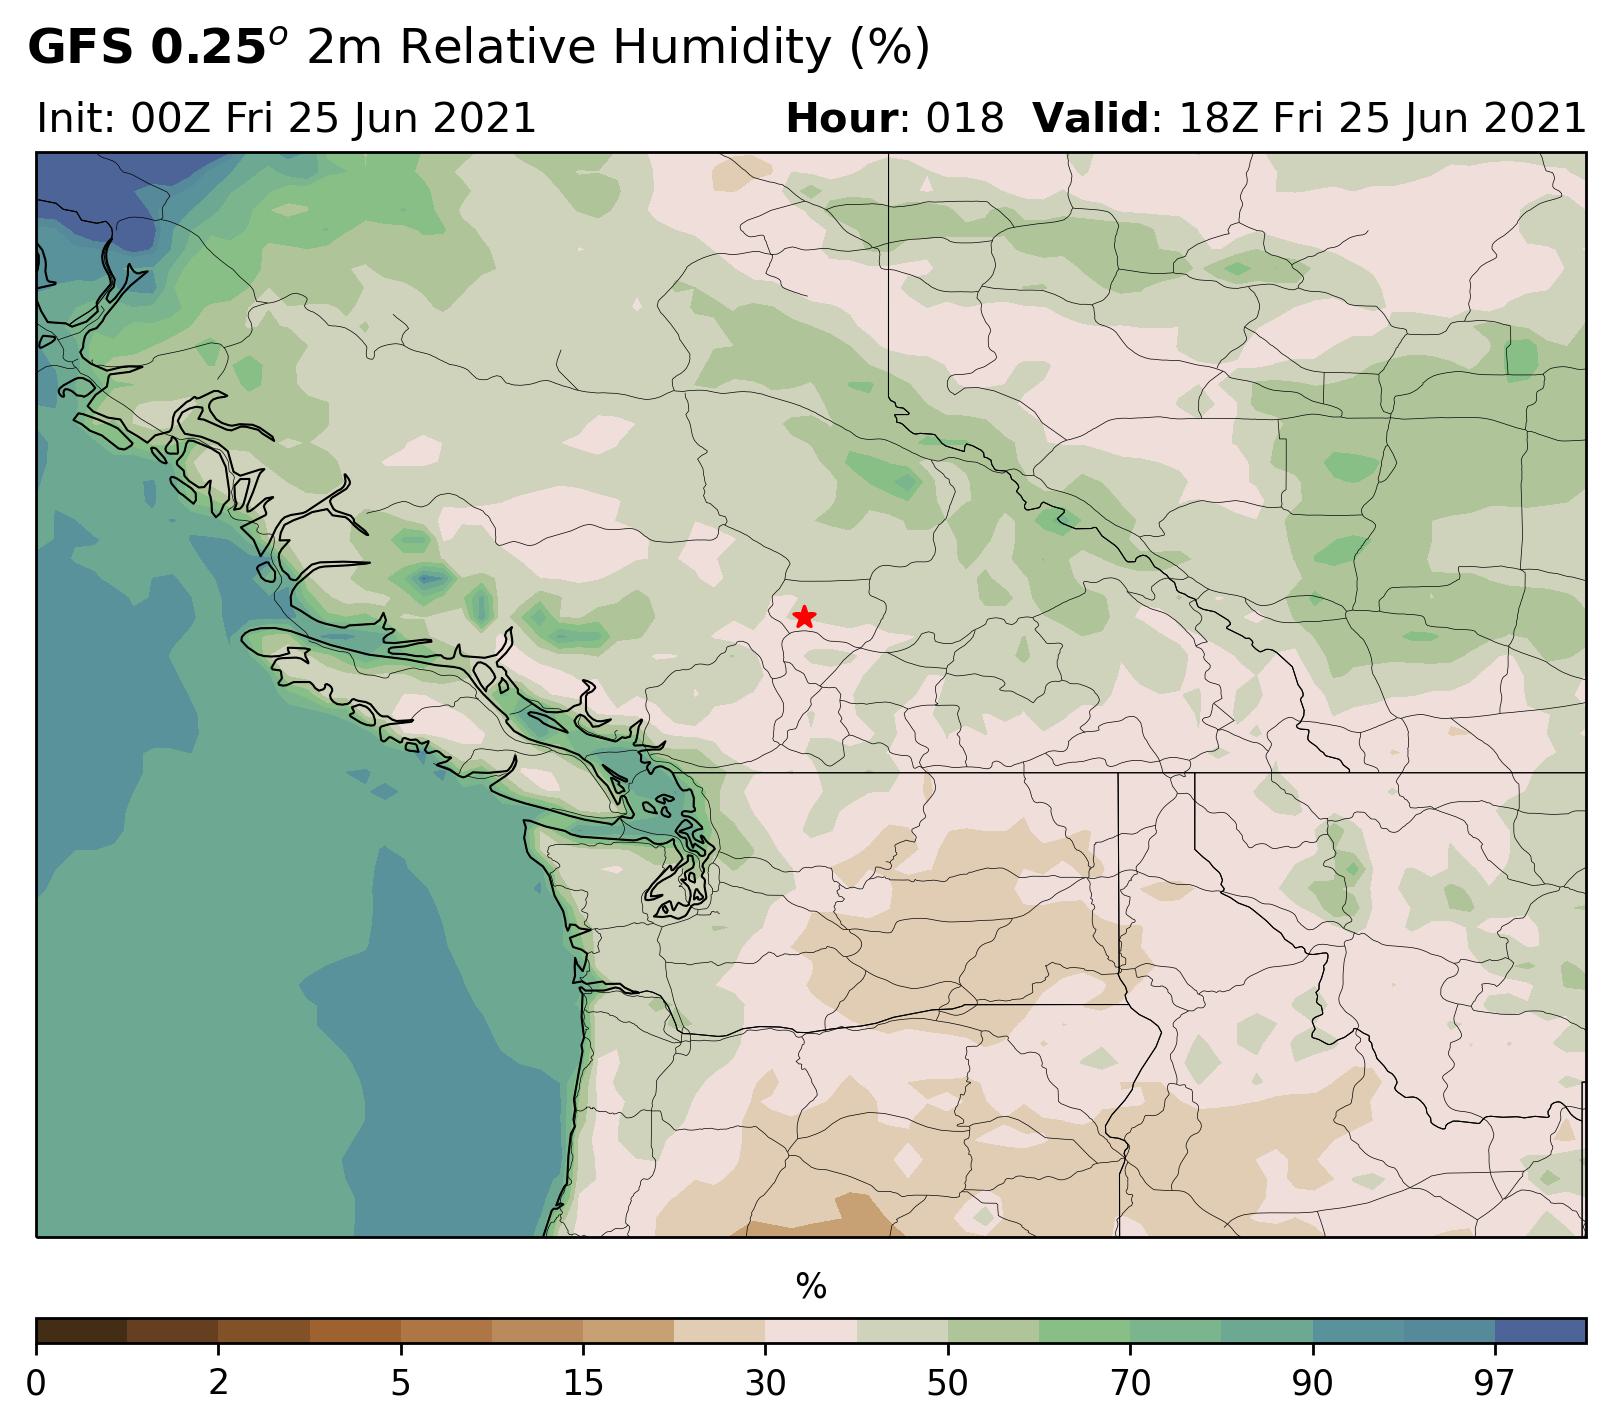 GFS 0.25° 2m Relative Humidity (%)
Init: 00Z Fri 25 Jun 2021
Hour: 018 Valid: 18Z Fri 25 Jun 2021
%
0 2 5 15 30 50 70 90 97